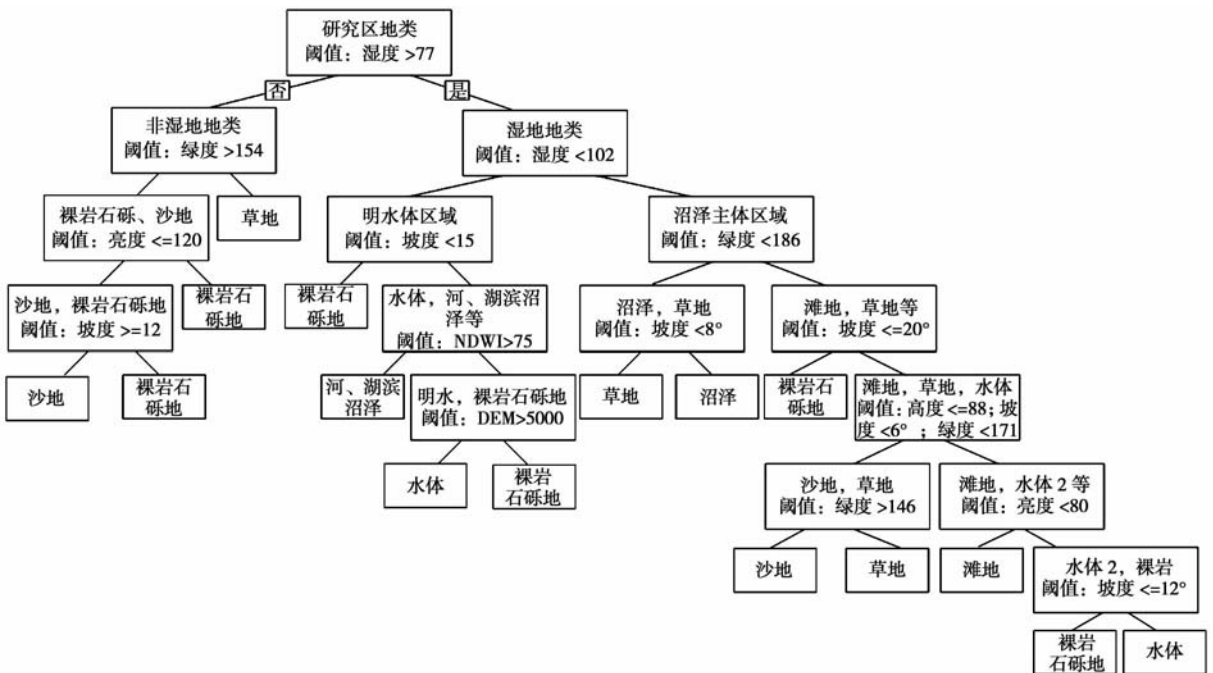 研究区地类
阈值：湿度 >77
否
是
非湿地地类
阈值：绿度 >154
湿地地类
阈值：湿度 <102
裸岩石砾、沙地
阈值：亮度 <=120
草地
明水体区域
阈值：坡度 <15
沼泽主体区域
阈值：绿度 <186
沙地，裸岩石砾地
阈值：坡度 >=12
裸岩石
砾地
裸岩石
砾地
水体，河、湖滨沼
泽等
阈值：NDWI>75
沼泽，草地
阈值：坡度 <8°
滩地，草地等
阈值：坡度 <=20°
沙地
裸岩石
砾地
河、湖滨
沼泽
明水，裸岩石砾地
阈值：DEM>5000
草地
沼泽
裸岩石
砾地
滩地，草地，水体
阈值：高度 <=88；坡
度 <6° ；绿度 <171
水体
裸岩
石砾地
沙地，草地
阈值：绿度 >146
滩地，水体 2 等
阈值：亮度 <80
沙地
草地
滩地
水体 2，裸岩
阈值：坡度 <=12°
裸岩
石砾地
水体